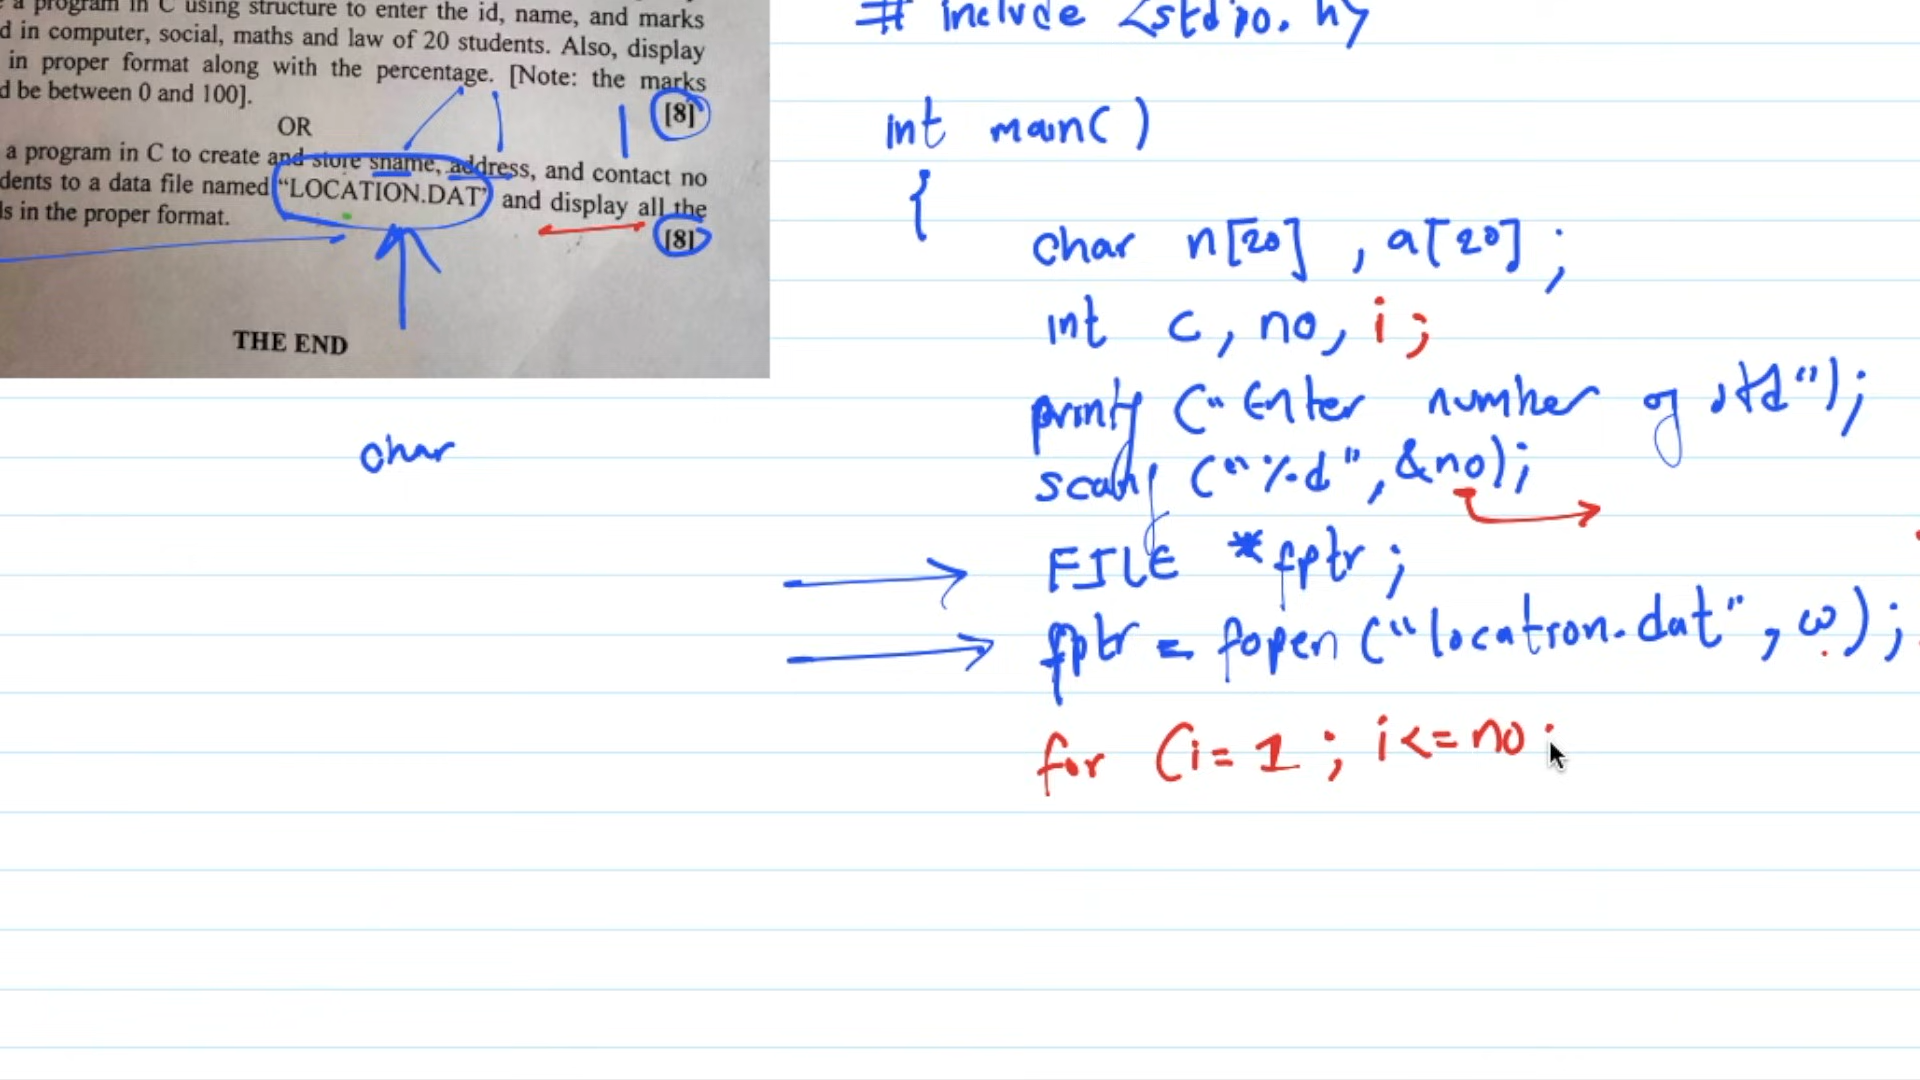 a program in C using structure to enter the id, name, and marks
d in computer, social, maths and law of 20 students. Also, display
in proper format along with the percentage. [Note: the marks
d be between 0 and 100].
[8]
OR
a program in C to create and store sname, address, and contact no
dents to a data file named "LOCATION.DAT" and display all the
ls in the proper format.
[8]
THE END
char
# include <stdio.h>
int main()
{
char n[20], a[20];
int c, no, i;
printf ("Enter number of std");
scanf ("%d", &no);
FILE *fptr;
fptr = fopen ("location.dat", w);
for (i=1; i<=no;